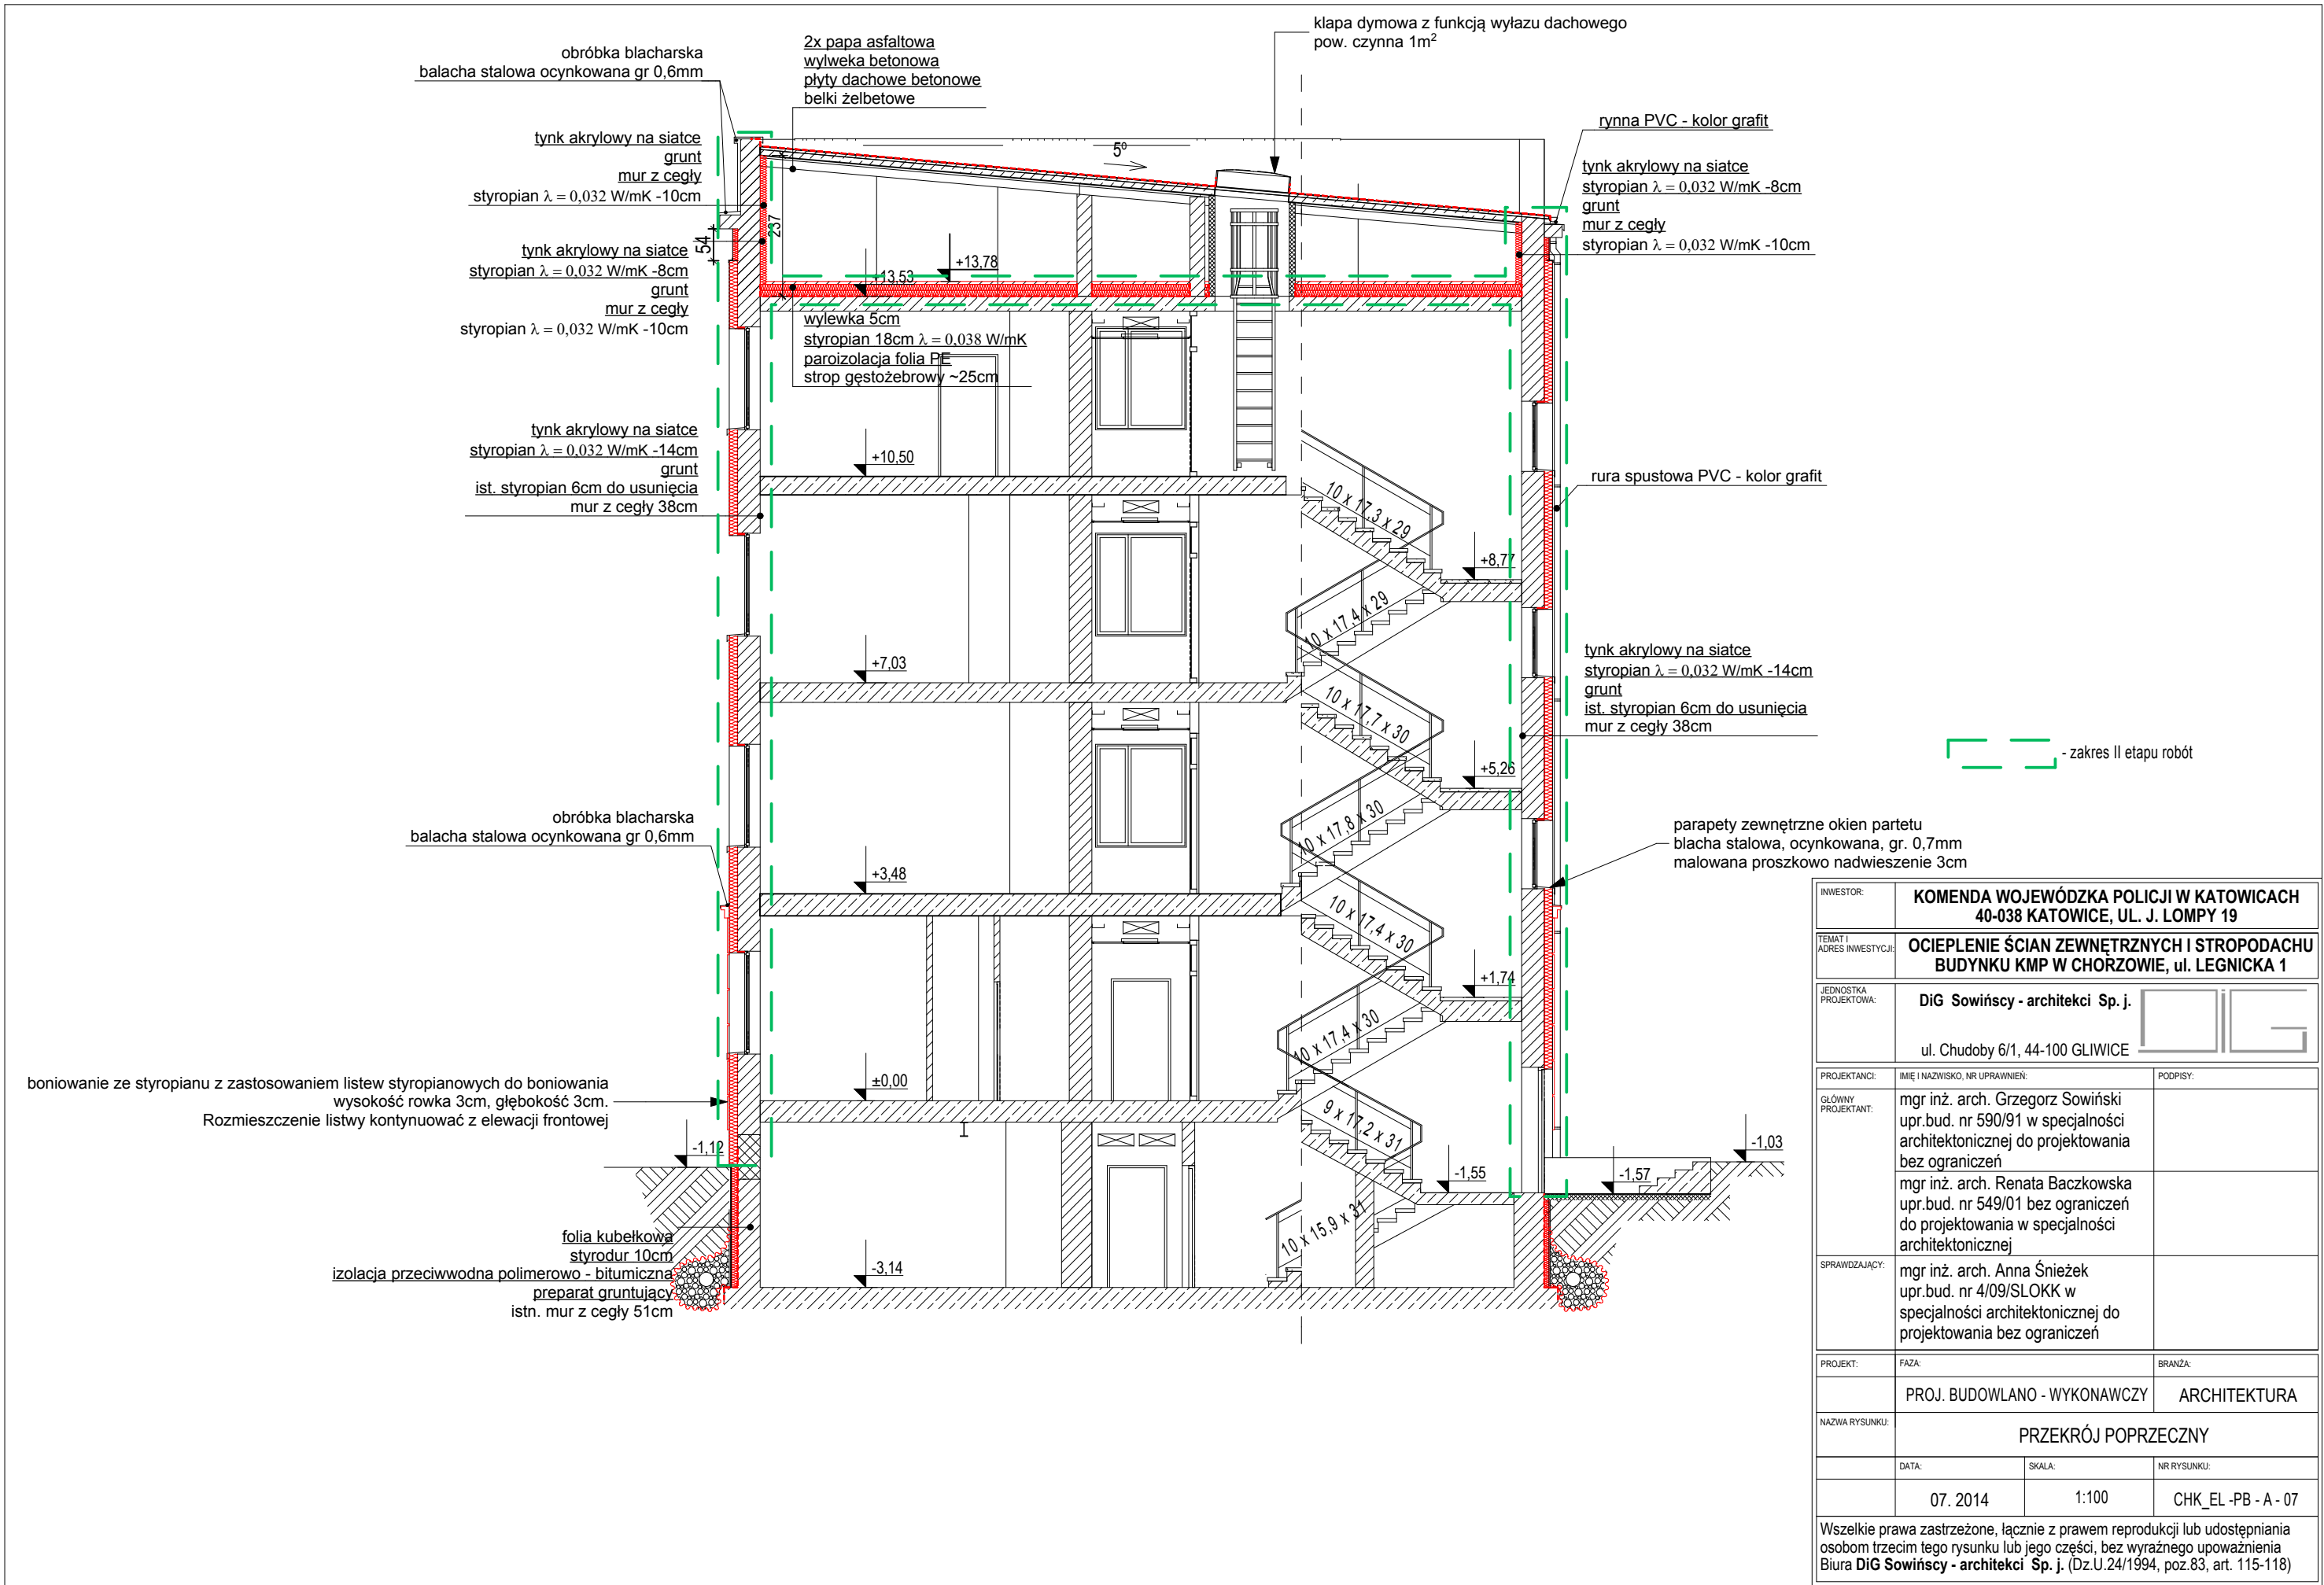 klapa dymowa z funkcją wyłazu dachowego
pow. czynna 1m²
obróbka blacharska
balacha stalowa ocynkowana gr 0,6mm
2x papa asfaltowa
wylweka betonowa
płyty dachowe betonowe
belki żelbetowe
rynna PVC - kolor grafit
tynk akrylowy na siatce
grunt
mur z cegły
styropian λ = 0,032 W/mK -10cm
tynk akrylowy na siatce
styropian λ = 0,032 W/mK -8cm
grunt
mur z cegły
styropian λ = 0,032 W/mK -10cm
5⁰
237
54
tynk akrylowy na siatce
styropian λ = 0,032 W/mK -8cm
grunt
mur z cegły
styropian λ = 0,032 W/mK -10cm
+13,78
+13,53
wylewka 5cm
styropian 18cm λ = 0,038 W/mK
paroizolacja folia PE
strop gęstożebrowy ~25cm
tynk akrylowy na siatce
styropian λ = 0,032 W/mK -14cm
grunt
ist. styropian 6cm do usunięcia
mur z cegły 38cm
+10,50
rura spustowa PVC - kolor grafit
10 x 17,3 x 29
+8,77
10 x 17,4 x 29
+7,03
tynk akrylowy na siatce
styropian λ = 0,032 W/mK -14cm
grunt
ist. styropian 6cm do usunięcia
mur z cegły 38cm
10 x 17,7 x 30
- zakres II etapu robót
+5,26
obróbka blacharska
balacha stalowa ocynkowana gr 0,6mm
10 x 17,8 x 30
parapety zewnętrzne okien partetu
blacha stalowa, ocynkowana, gr. 0,7mm
malowana proszkowo nadwieszenie 3cm
+3,48
10 x 17,4 x 30
+1,74
10 x 17,4 x 30
±0,00
boniowanie ze styropianu z zastosowaniem listew styropianowych do boniowania
wysokość rowka 3cm, głębokość 3cm.
Rozmieszczenie listwy kontynuować z elewacji frontowej
9 x 17,2 x 31
-1,12
-1,03
-1,55
-1,57
10 x 15,9 x 31
folia kubełkowa
styrodur 10cm
izolacja przeciwwodna polimerowo - bitumiczna
preparat gruntujący
istn. mur z cegły 51cm
-3,14
INWESTOR:
KOMENDA WOJEWÓDZKA POLICJI W KATOWICACH
40-038 KATOWICE, UL. J. LOMPY 19
TEMAT I
ADRES INWESTYCJI:
OCIEPLENIE ŚCIAN ZEWNĘTRZNYCH I STROPODACHU
BUDYNKU KMP W CHORZOWIE, ul. LEGNICKA 1
JEDNOSTKA
PROJEKTOWA:
DiG Sowińscy - architekci Sp. j.
ul. Chudoby 6/1, 44-100 GLIWICE
DiG
PROJEKTANCI:
IMIĘ I NAZWISKO, NR UPRAWNIEŃ:
PODPISY:
GŁÓWNY
PROJEKTANT:
mgr inż. arch. Grzegorz Sowiński
upr.bud. nr 590/91 w specjalności
architektonicznej do projektowania
bez ograniczeń
mgr inż. arch. Renata Baczkowska
upr.bud. nr 549/01 bez ograniczeń
do projektowania w specjalności
architektonicznej
SPRAWDZAJĄCY:
mgr inż. arch. Anna Śnieżek
upr.bud. nr 4/09/SLOKK w
specjalności architektonicznej do
projektowania bez ograniczeń
PROJEKT:
FAZA:
BRANŻA:
PROJ. BUDOWLANO - WYKONAWCZY
ARCHITEKTURA
NAZWA RYSUNKU:
PRZEKRÓJ POPRZECZNY
DATA:
SKALA:
NR RYSUNKU:
07. 2014
1:100
CHK_EL -PB - A - 07
Wszelkie prawa zastrzeżone, łącznie z prawem reprodukcji lub udostępniania
osobom trzecim tego rysunku lub jego części, bez wyraźnego upoważnienia
Biura DiG Sowińscy - architekci Sp. j. (Dz.U.24/1994, poz.83, art. 115-118)